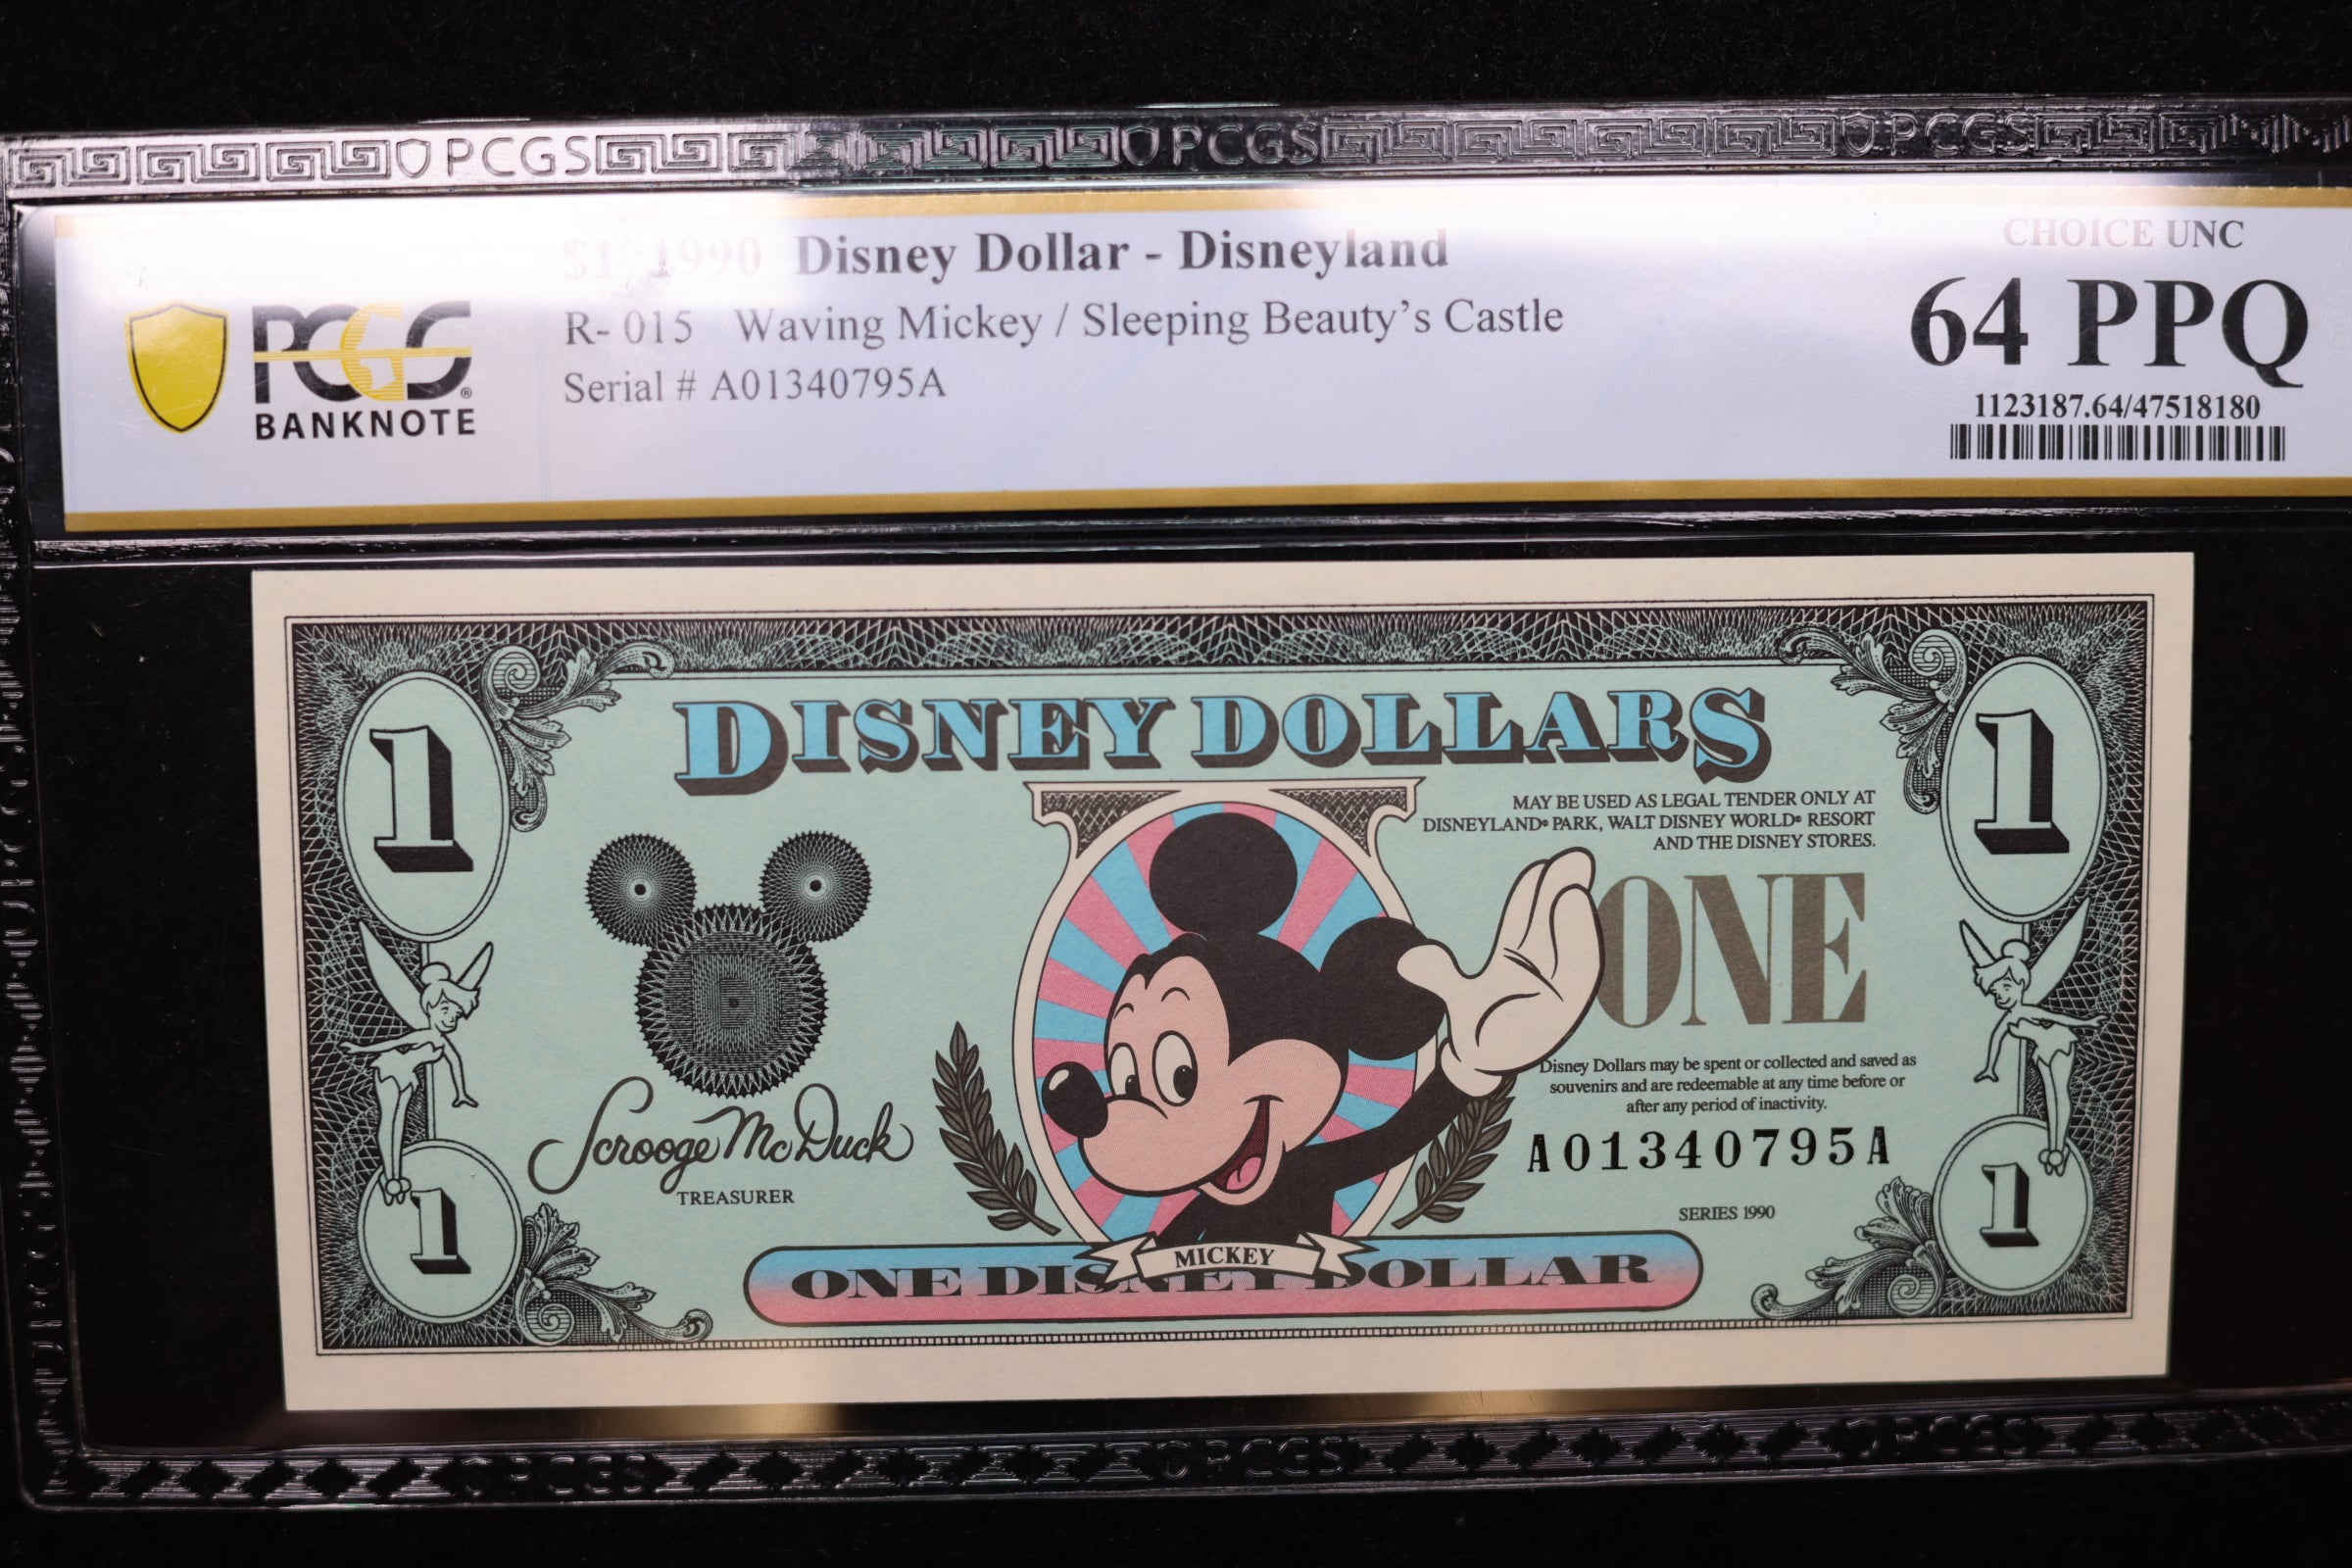 PCGS PCGS PCGS
$1 1990 Disney Dollar - Disneyland
R- 015 Waving Mickey / Sleeping Beauty's Castle
Serial # A01340795A
PCGS®
BANKNOTE
CHOICE UNC
64 PPQ
1123187.64/47518180
1 1
DISNEY DOLLARS
MAY BE USED AS LEGAL TENDER ONLY AT
DISNEYLAND® PARK, WALT DISNEY WORLD® RESORT
AND THE DISNEY STORES.
ONE
D
Disney Dollars may be spent or collected and saved as
souvenirs and are redeemable at any time before or
after any period of inactivity.
Scrooge McDuck
TREASURER
A01340795A
SERIES 1990
1 1
MICKEY
ONE DISNEY DOLLAR
PCGS PCGS PCGS